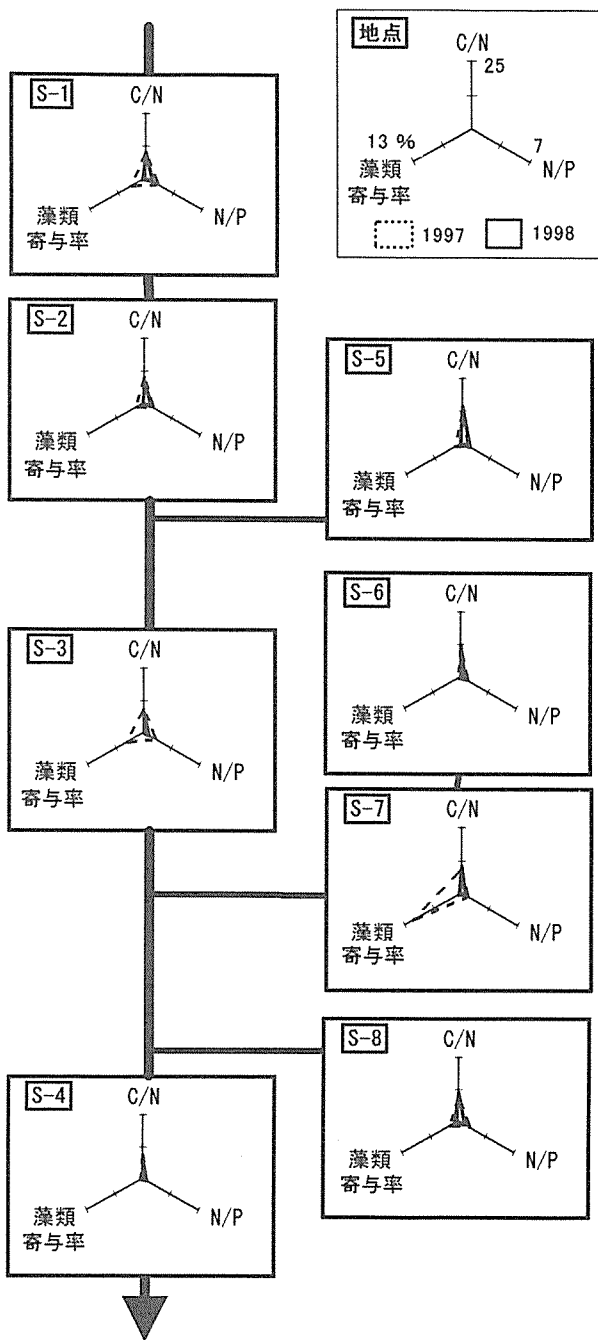 地点
C/N
25
13 %
7
藻類
寄与率
N/P
1997
1998
S-1
C/N
藻類
寄与率
N/P
S-2
C/N
藻類
寄与率
N/P
S-5
C/N
藻類
寄与率
N/P
S-3
C/N
藻類
寄与率
N/P
S-6
C/N
藻類
寄与率
N/P
S-7
C/N
藻類
寄与率
N/P
S-8
C/N
藻類
寄与率
N/P
S-4
C/N
藻類
寄与率
N/P